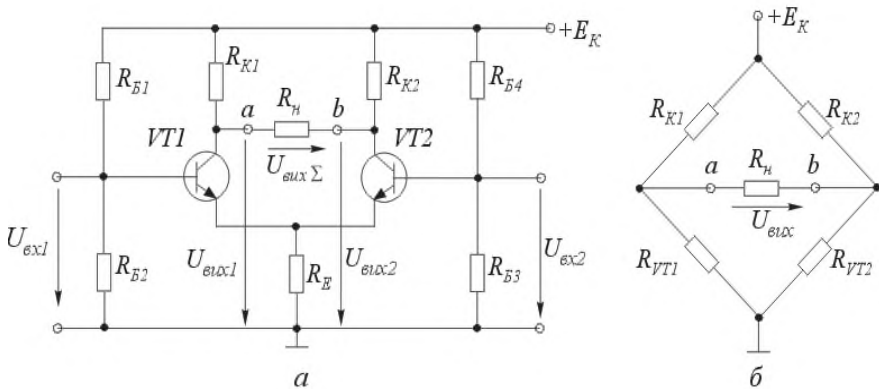 +E_K
+E_K
R_Б1
R_K1
R_н
R_K2
R_Б4
a
b
VT1
VT2
U_вих Σ
R_K1
R_K2
a
R_н
b
U_вих
U_вх1
R_Б2
U_вих1
R_E
U_вих2
R_Б3
U_вх2
R_VT1
R_VT2
а
б